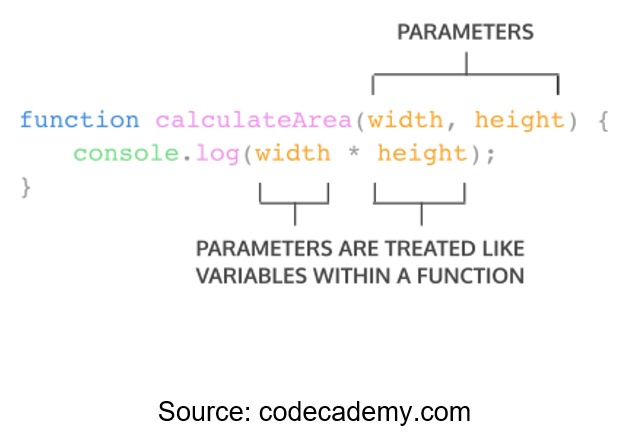 PARAMETERS
function calculateArea(width, height) {
console.log(width * height);
}
PARAMETERS ARE TREATED LIKE
VARIABLES WITHIN A FUNCTION
Source: codecademy.com